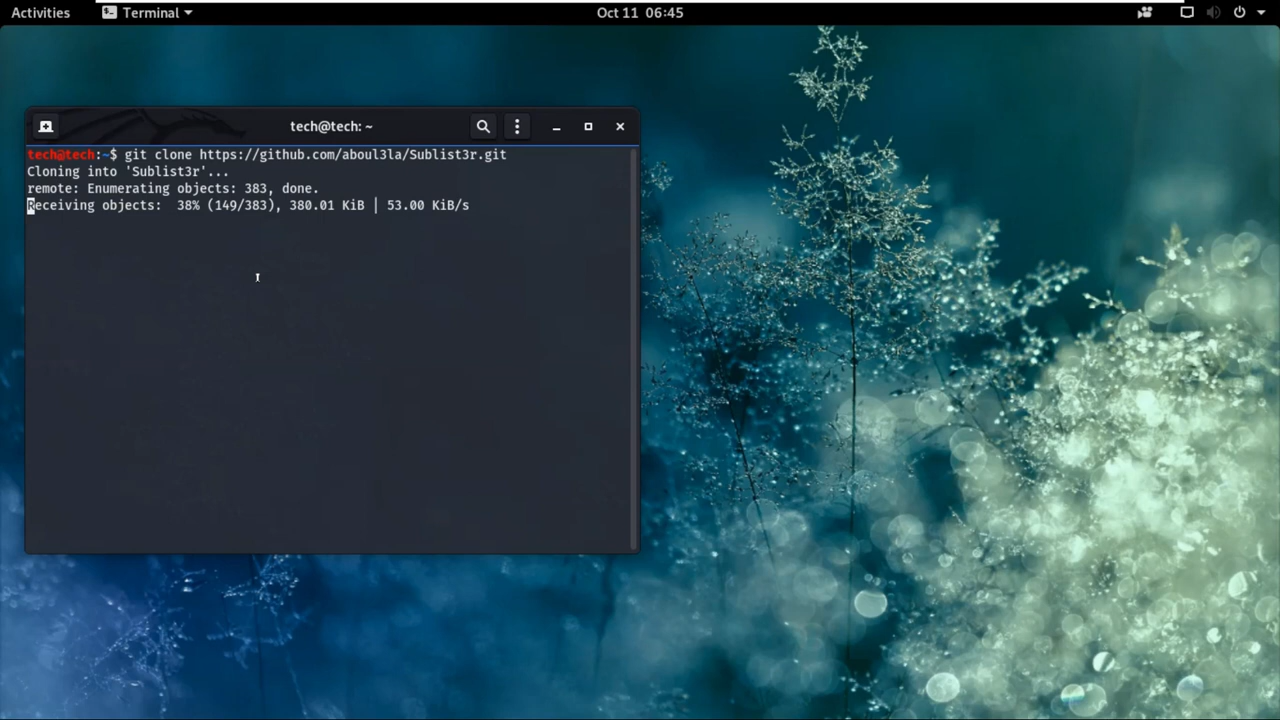 Activities Terminal Oct 11 06:45
tech@tech: ~
tech@tech:~$ git clone https://github.com/aboul3la/Sublist3r.git
Cloning into 'Sublist3r'...
remote: Enumerating objects: 383, done.
Receiving objects:  38% (149/383), 380.01 KiB | 53.00 KiB/s